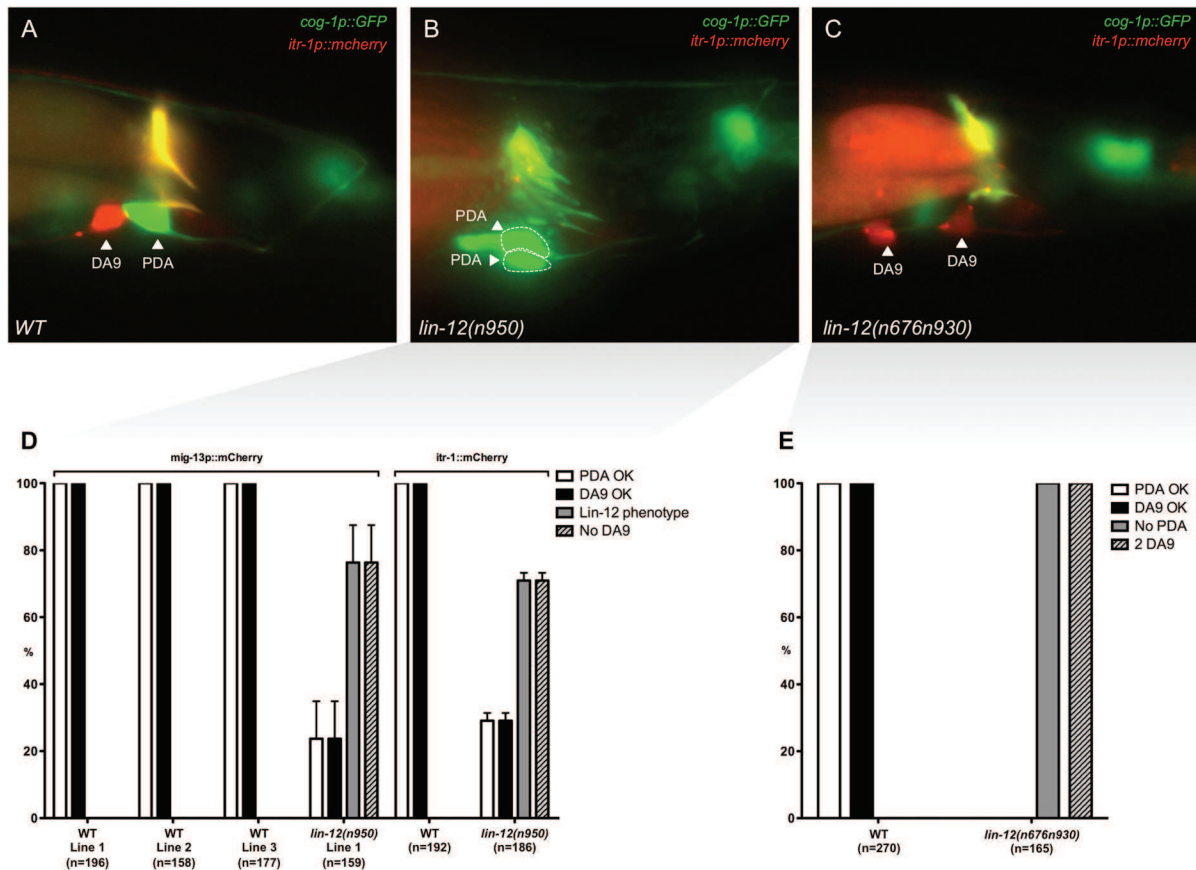 A
cog-1p::GFP
itr-1p::mcherry
DA9
PDA
WT
B
cog-1p::GFP
itr-1p::mcherry
PDA
PDA
lin-12(n950)
C
cog-1p::GFP
itr-1p::mcherry
DA9
DA9
lin-12(n676n930)
D
mig-13p::mCherry
itr-1::mCherry
PDA OK
DA9 OK
Lin-12 phenotype
No DA9
100
80
60
%
40
20
0
WT
Line 1
(n=196)
WT
Line 2
(n=158)
WT
Line 3
(n=177)
lin-12(n950)
Line 1
(n=159)
WT
(n=192)
lin-12(n950)
(n=186)
E
PDA OK
DA9 OK
No PDA
2 DA9
100
80
60
%
40
20
0
WT
(n=270)
lin-12(n676n930)
(n=165)